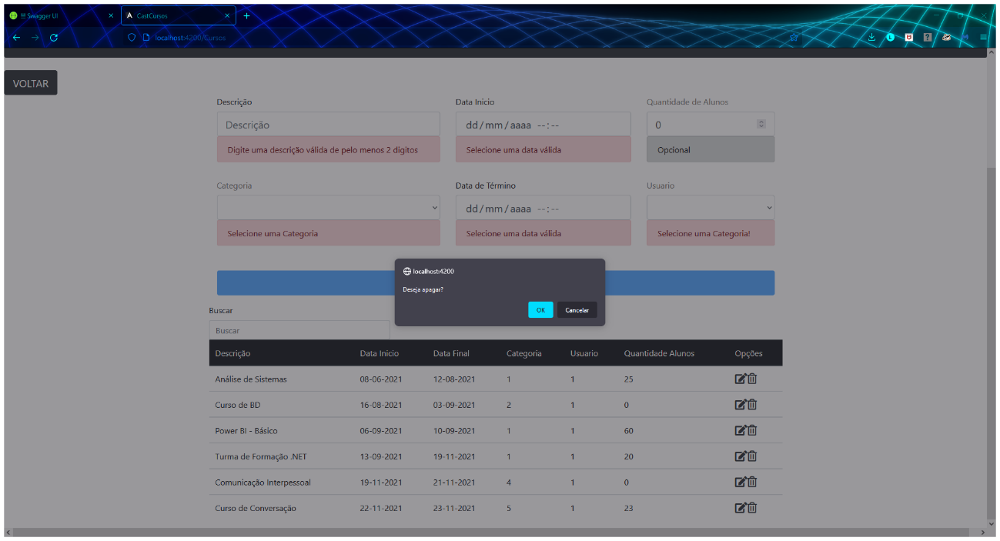 Swagger UI
CastCursos
localhost:4200/Cursos
VOLTAR
Descrição
Data Inicio
Quantidade de Alunos
Descrição
dd/mm/aaaa --:--
0
Digite uma descrição válida de pelo menos 2 digitos
Selecione uma data válida
Opcional
Categoria
Data de Término
Usuario
dd/mm/aaaa --:--
Selecione uma Categoria
Selecione uma data válida
Selecione uma Categoria!
localhost:4200
Deseja apagar?
OK Cancelar
Buscar
Buscar
Descrição Data Inicio Data Final Categoria Usuario Quantidade Alunos Opções
Análise de Sistemas 08-06-2021 12-08-2021 1 1 25
Curso de BD 16-08-2021 03-09-2021 2 1 0
Power BI - Básico 06-09-2021 10-09-2021 1 1 60
Turma de Formação .NET 13-09-2021 19-11-2021 1 1 20
Comunicação Interpessoal 19-11-2021 21-11-2021 4 1 0
Curso de Conversação 22-11-2021 23-11-2021 5 1 23